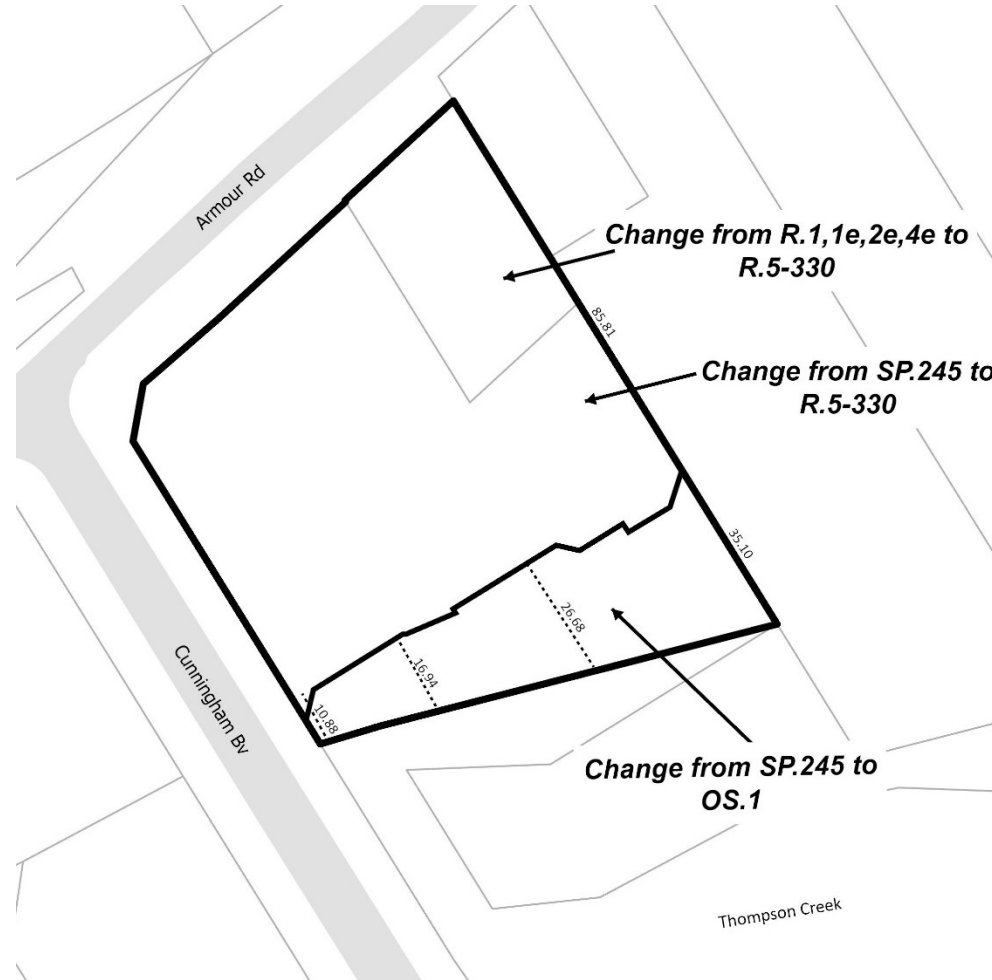 Armour Rd
Change from R.1,1e,2e,4e to
R.5-330
85.81
Change from SP.245 to
R.5-330
35.10
26.68
16.94
10.88
Cunningham Bv
Change from SP.245 to
OS.1
Thompson Creek